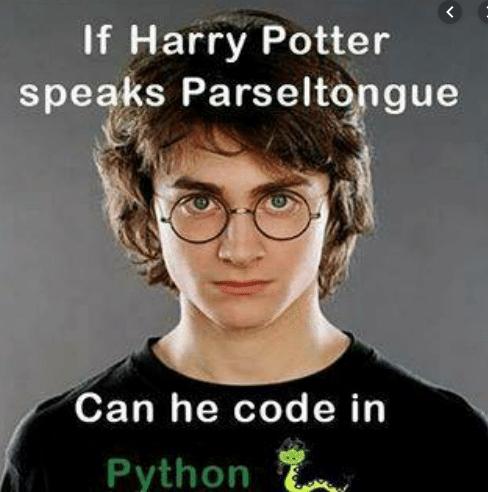 If Harry Potter
speaks Parseltongue
Can he code in
Python